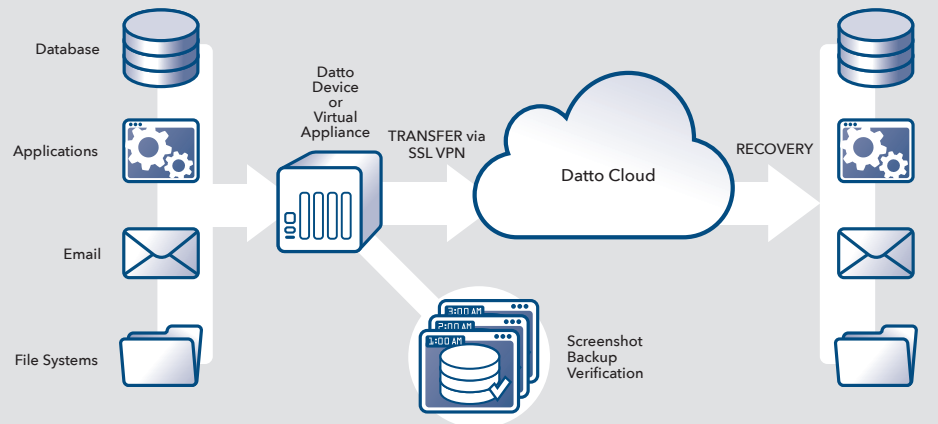 Database
Applications
Email
File Systems
Datto
Device
or
Virtual
Appliance
TRANSFER via
SSL VPN
Datto Cloud
RECOVERY
3:00 AM
2:00 AM
1:00 AM
Screenshot
Backup
Verification